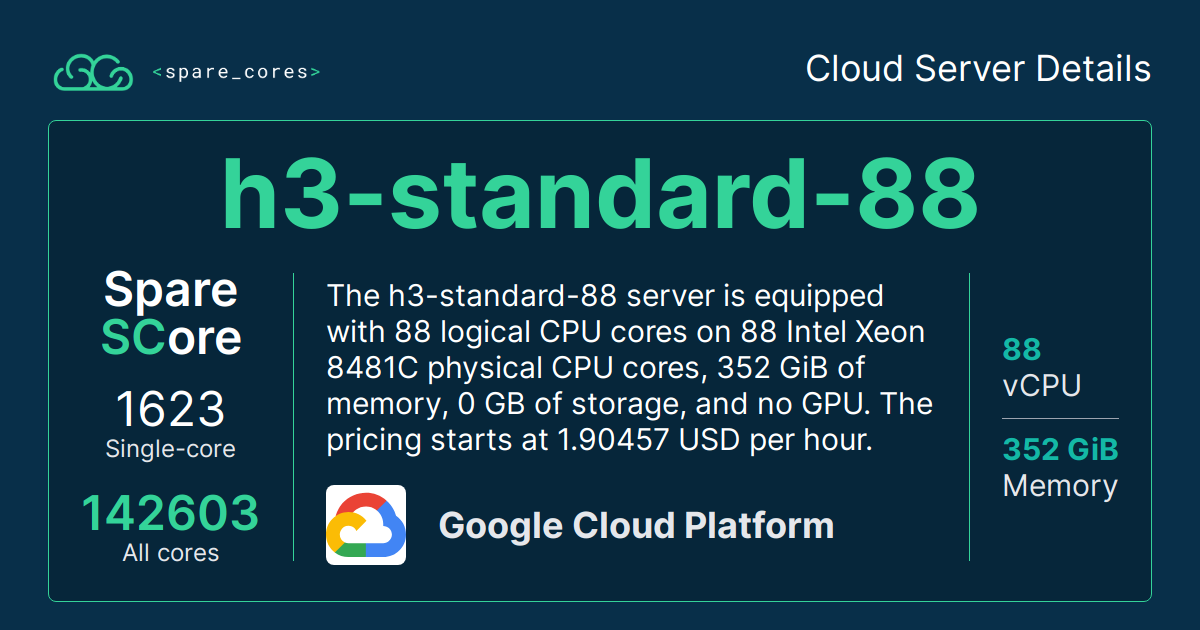 <spare_cores>
Cloud Server Details
h3-standard-88
Spare
SCore
1623
Single-core
142603
All cores
The h3-standard-88 server is equipped
with 88 logical CPU cores on 88 Intel Xeon
8481C physical CPU cores, 352 GiB of
memory, 0 GB of storage, and no GPU. The
pricing starts at 1.90457 USD per hour.
Google Cloud Platform
88
vCPU
352 GiB
Memory